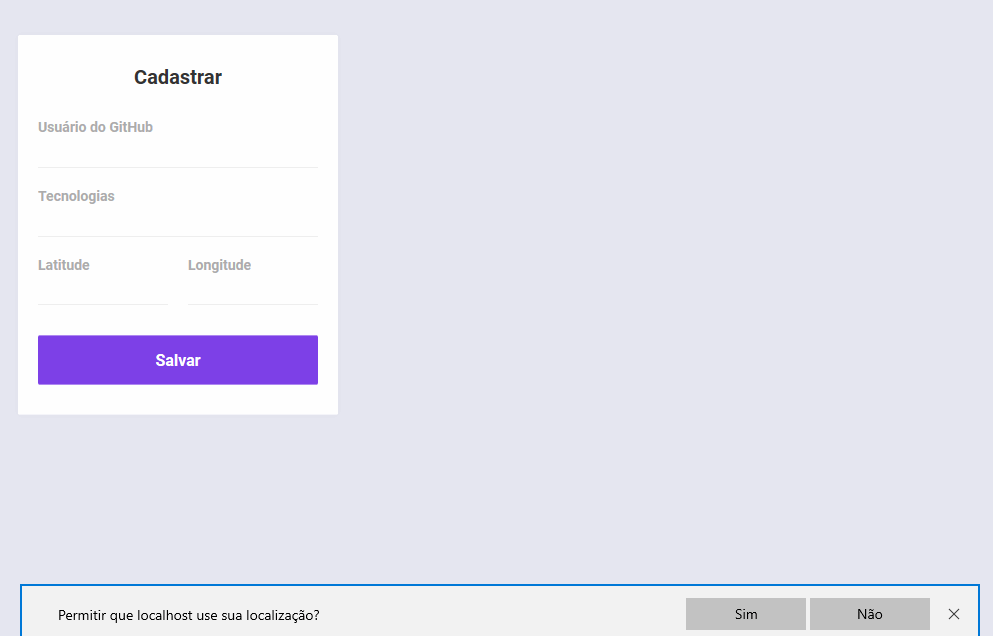 Cadastrar
Usuário do GitHub
Tecnologias
Latitude Longitude
Salvar
Permitir que localhost use sua localização? Sim Não